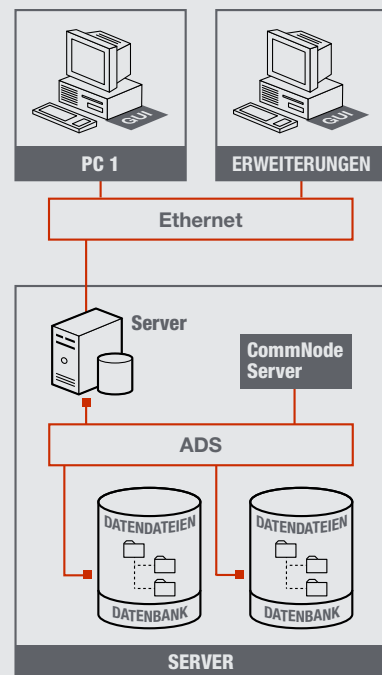 GUI
GUI
PC 1
ERWEITERUNGEN
Ethernet
Server
CommNode
Server
ADS
DATENDATEIEN
DATENDATEIEN
DATENBANK
DATENBANK
SERVER